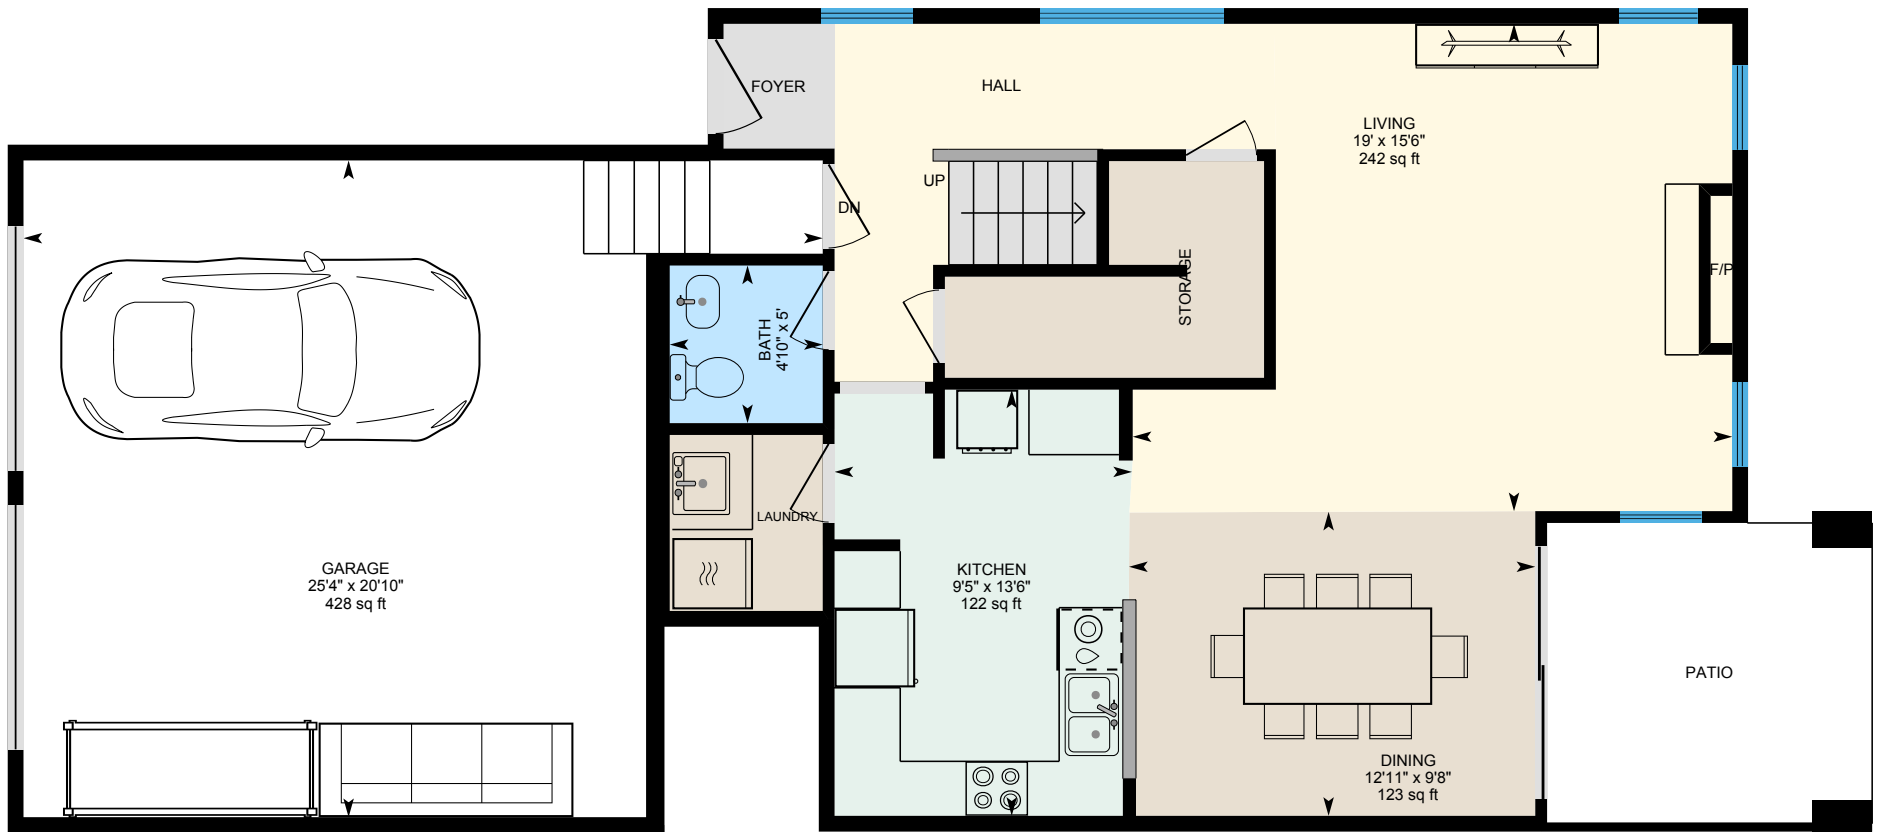 FOYER
HALL
LIVING
19' x 15'6"
242 sq ft
UP
DN
STORAGE
F/P
BATH
4'10" x 5'
LAUNDRY
GARAGE
25'4" x 20'10"
428 sq ft
KITCHEN
9'5" x 13'6"
122 sq ft
PATIO
DINING
12'11" x 9'8"
123 sq ft